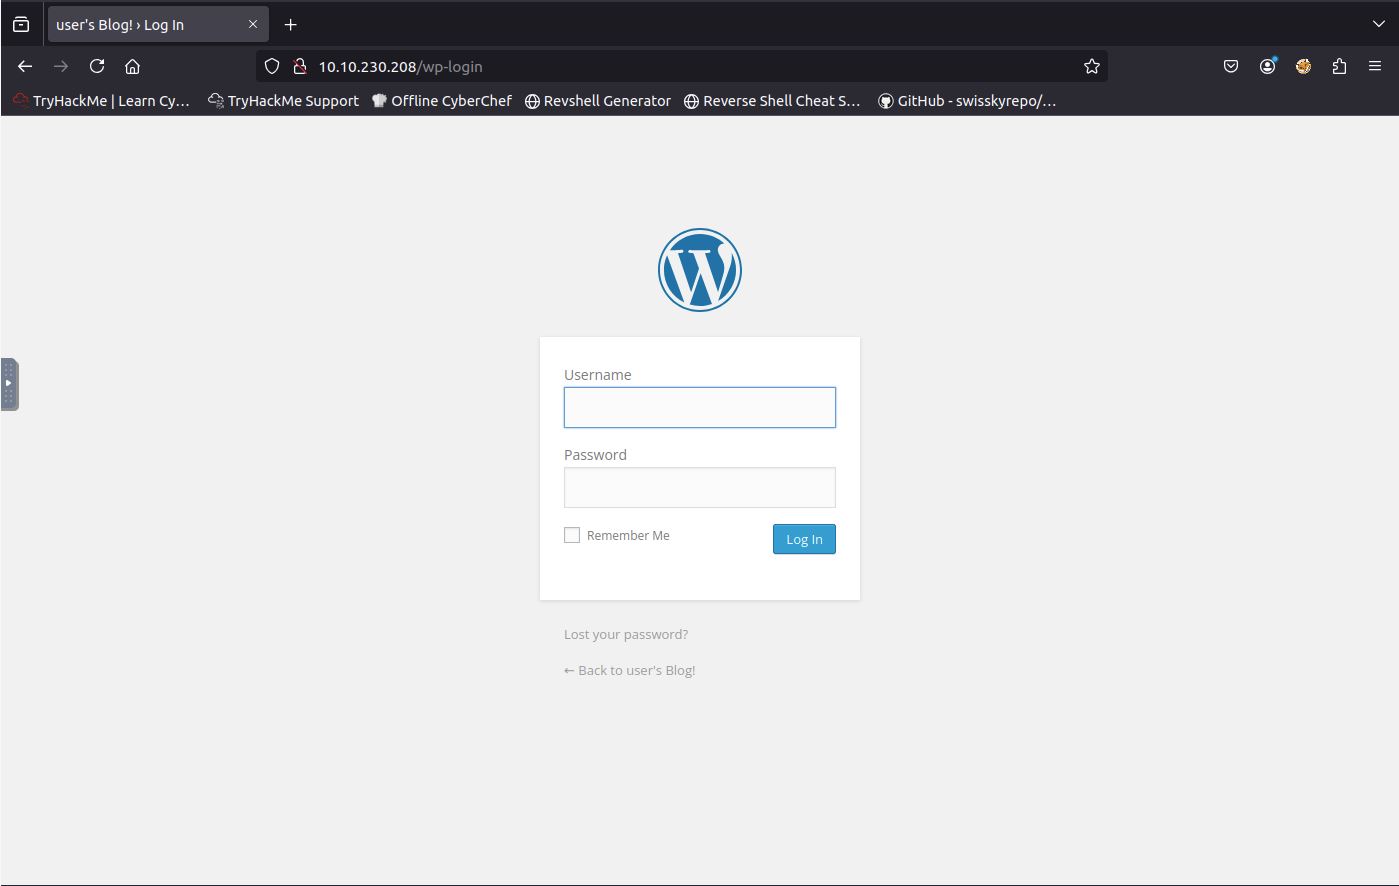 user's Blog! › Log In
10.10.230.208/wp-login
TryHackMe | Learn Cy… TryHackMe Support Offline CyberChef Revshell Generator Reverse Shell Cheat S… GitHub - swisskyrepo/…
Username
Password
Remember Me Log In
Lost your password?
← Back to user's Blog!